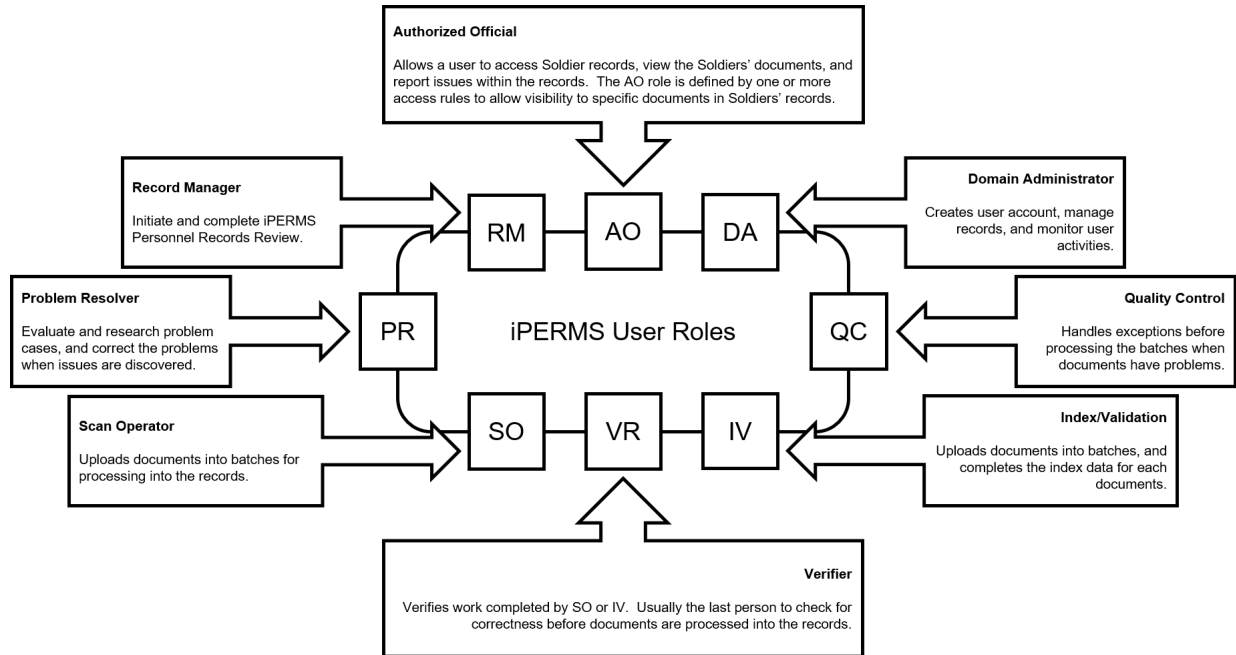 Authorized Official
Allows a user to access Soldier records, view the Soldiers’ documents, and
report issues within the records. The AO role is defined by one or more
access rules to allow visibility to specific documents in Soldiers’ records.
Record Manager
Initiate and complete iPERMS
Personnel Records Review.
Domain Administrator
Creates user account, manage
records, and monitor user
activities.
RM
AO
DA
Problem Resolver
Evaluate and research problem
cases, and correct the problems
when issues are discovered.
PR
iPERMS User Roles
QC
Quality Control
Handles exceptions before
processing the batches when
documents have problems.
Scan Operator
Uploads documents into batches for
processing into the records.
SO
VR
IV
Index/Validation
Uploads documents into batches, and
completes the index data for each
documents.
Verifier
Verifies work completed by SO or IV. Usually the last person to check for
correctness before documents are processed into the records.